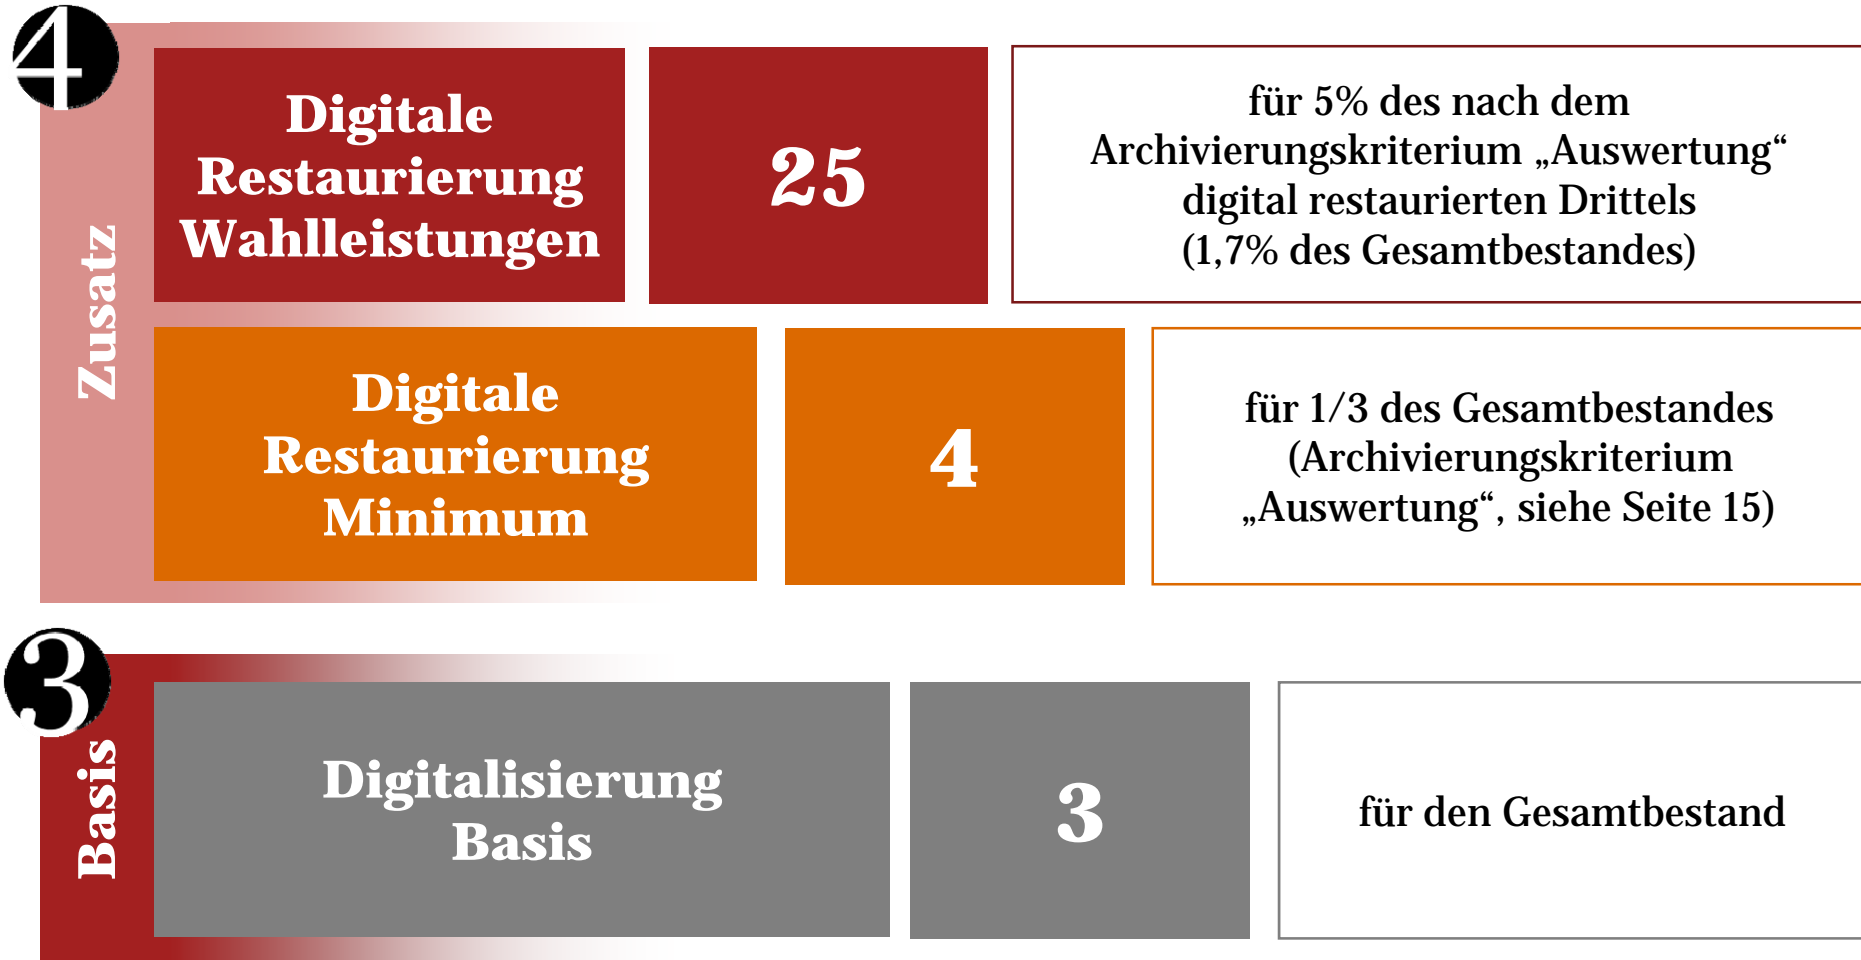 4
Zusatz
Digitale
Restaurierung
Wahlleistungen
25
für 5% des nach dem
Archivierungskriterium „Auswertung“
digital restaurierten Drittels
(1,7% des Gesamtbestandes)
Digitale
Restaurierung
Minimum
4
für 1/3 des Gesamtbestandes
(Archivierungskriterium
„Auswertung“, siehe Seite 15)
3
Basis
Digitalisierung
Basis
3
für den Gesamtbestand